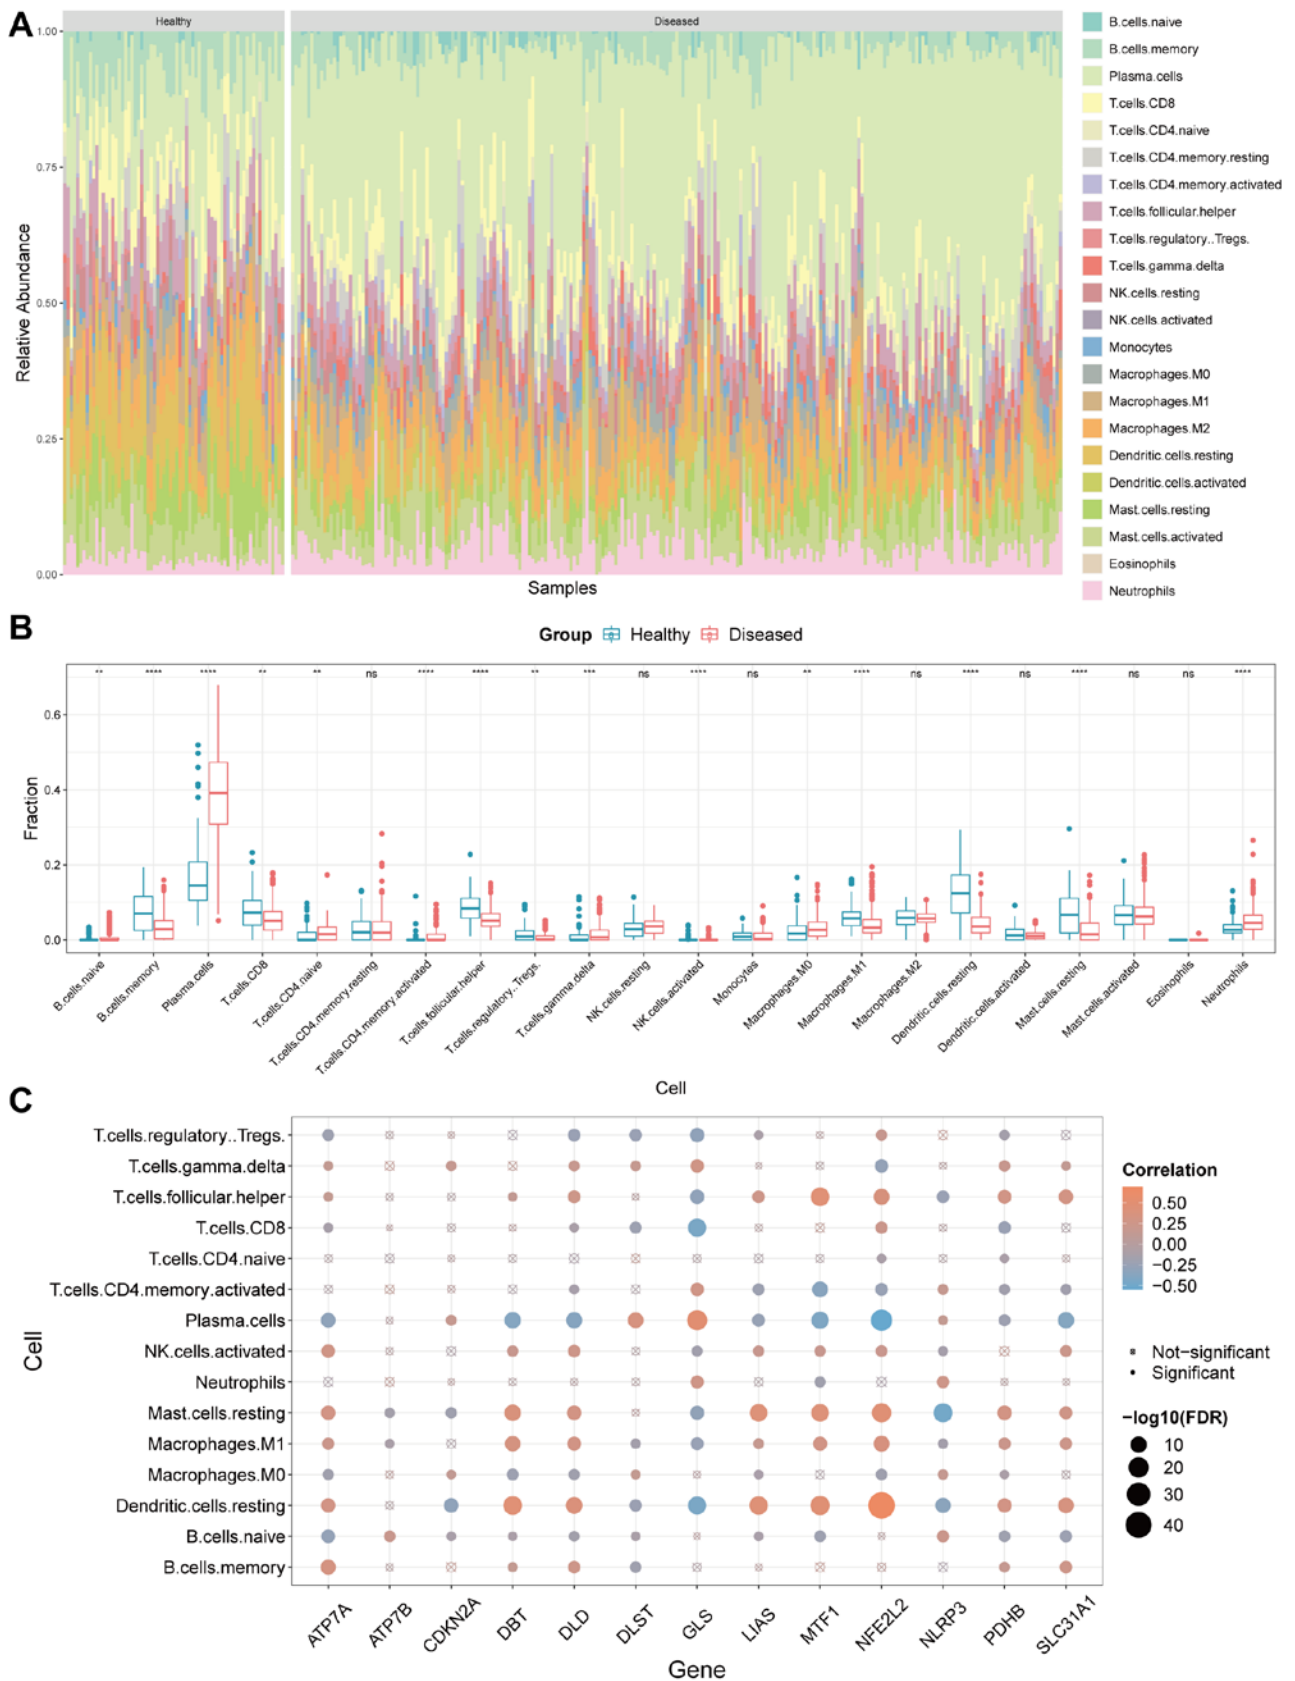 A
Healthy
Diseased
1.00
0.75
0.50
0.25
0.00
Relative Abundance
Samples
B.cells.naive
B.cells.memory
Plasma.cells
T.cells.CD8
T.cells.CD4.naive
T.cells.CD4.memory.resting
T.cells.CD4.memory.activated
T.cells.follicular.helper
T.cells.regulatory..Tregs.
T.cells.gamma.delta
NK.cells.resting
NK.cells.activated
Monocytes
Macrophages.M0
Macrophages.M1
Macrophages.M2
Dendritic.cells.resting
Dendritic.cells.activated
Mast.cells.resting
Mast.cells.activated
Eosinophils
Neutrophils
B
Group Healthy Diseased
** **** **** ** ** ns **** **** ** *** ns **** ns ** **** ns **** ns **** ns ns ****
0.6
0.4
0.2
0.0
Fraction
B.cells.naive
B.cells.memory
Plasma.cells
T.cells.CD8
T.cells.CD4.naive
T.cells.CD4.memory.resting
T.cells.CD4.memory.activated
T.cells.follicular.helper
T.cells.regulatory..Tregs.
T.cells.gamma.delta
NK.cells.resting
NK.cells.activated
Monocytes
Macrophages.M0
Macrophages.M1
Macrophages.M2
Dendritic.cells.resting
Dendritic.cells.activated
Mast.cells.resting
Mast.cells.activated
Eosinophils
Neutrophils
Cell
C
Cell
T.cells.regulatory..Tregs.
T.cells.gamma.delta
T.cells.follicular.helper
T.cells.CD8
T.cells.CD4.naive
T.cells.CD4.memory.activated
Plasma.cells
NK.cells.activated
Neutrophils
Mast.cells.resting
Macrophages.M1
Macrophages.M0
Dendritic.cells.resting
B.cells.naive
B.cells.memory
ATP7A
ATP7B
CDKN2A
DBT
DLD
DLST
GLS
LIAS
MTF1
NFE2L2
NLRP3
PDHB
SLC31A1
Gene
Correlation
0.50
0.25
0.00
−0.25
−0.50
Not−significant
Significant
−log10(FDR)
10
20
30
40